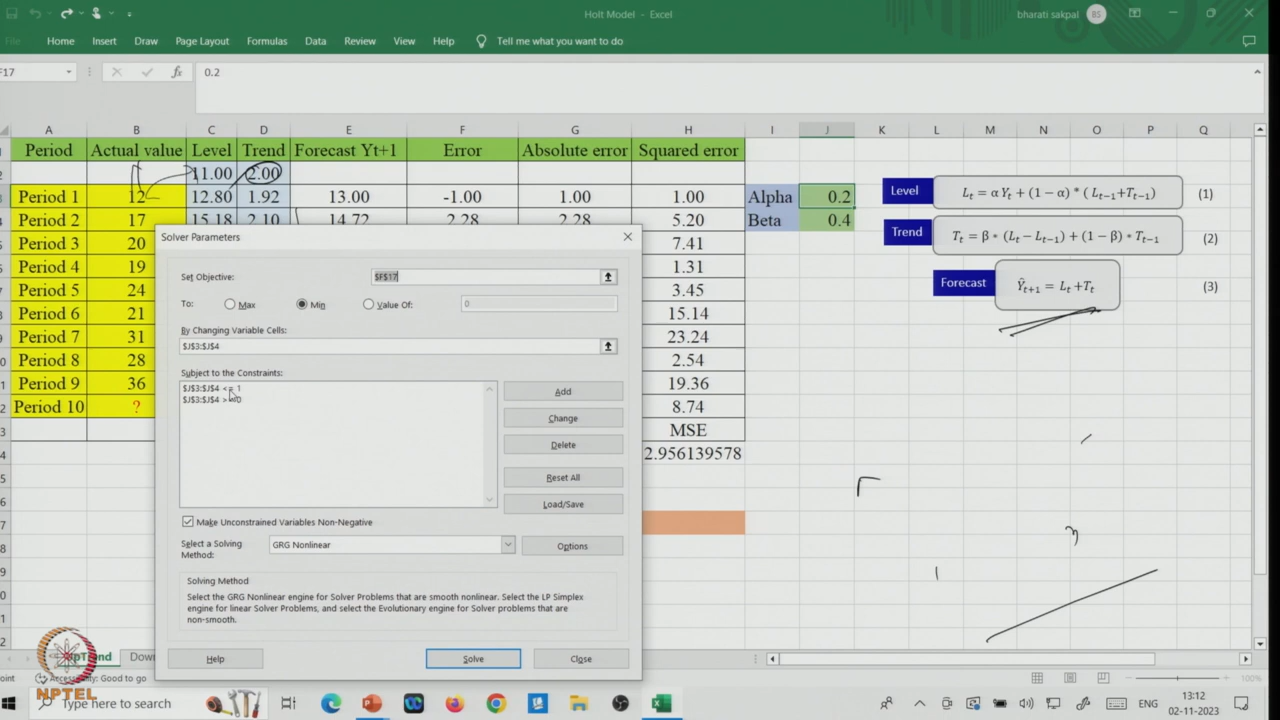 Holt Model - Excel
bharati sakpal BS
Home Insert Draw Page Layout Formulas Data Review View Help Tell me what you want to do
F17 fx 0.2
A B C D E F G H I J K L M N O P Q
Period Actual value Level Trend Forecast Yt+1 Error Absolute error Squared error
11.00 2.00
Period 1 12 12.80 1.92 13.00 -1.00 1.00 1.00 Alpha 0.2
Period 2 17 15.18 2.10 14.72 2.28 2.28 5.20 Beta 0.4
Period 3 20 7.41
Period 4 19 1.31
Period 5 24 3.45
Period 6 21 15.14
Period 7 31 23.24
Period 8 28 2.54
Period 9 36 19.36
Period 10 ? 8.74
MSE
2.956139578
Level L_t = α Y_t + (1 − α) * ( L_{t-1}+T_{t-1}) (1)
Trend T_t = β * (L_t - L_{t-1}) + (1 − β) * T_{t-1} (2)
Forecast Ŷ_{t+1} = L_t +T_t (3)
Solver Parameters
Set Objective: $F$17
To: Max Min Value Of: 0
By Changing Variable Cells:
$J$3:$J$4
Subject to the Constraints:
$J$3:$J$4 <= 1
$J$3:$J$4 >= 0
Add
Change
Delete
Reset All
Load/Save
Make Unconstrained Variables Non-Negative
Select a Solving Method: GRG Nonlinear Options
Solving Method
Select the GRG Nonlinear engine for Solver Problems that are smooth nonlinear. Select the LP Simplex
engine for linear Solver Problems, and select the Evolutionary engine for Solver problems that are
non-smooth.
Help Solve Close
Accessibility: Good to go
100%
NPTEL
Type here to search
ENG
13:12
02-11-2023